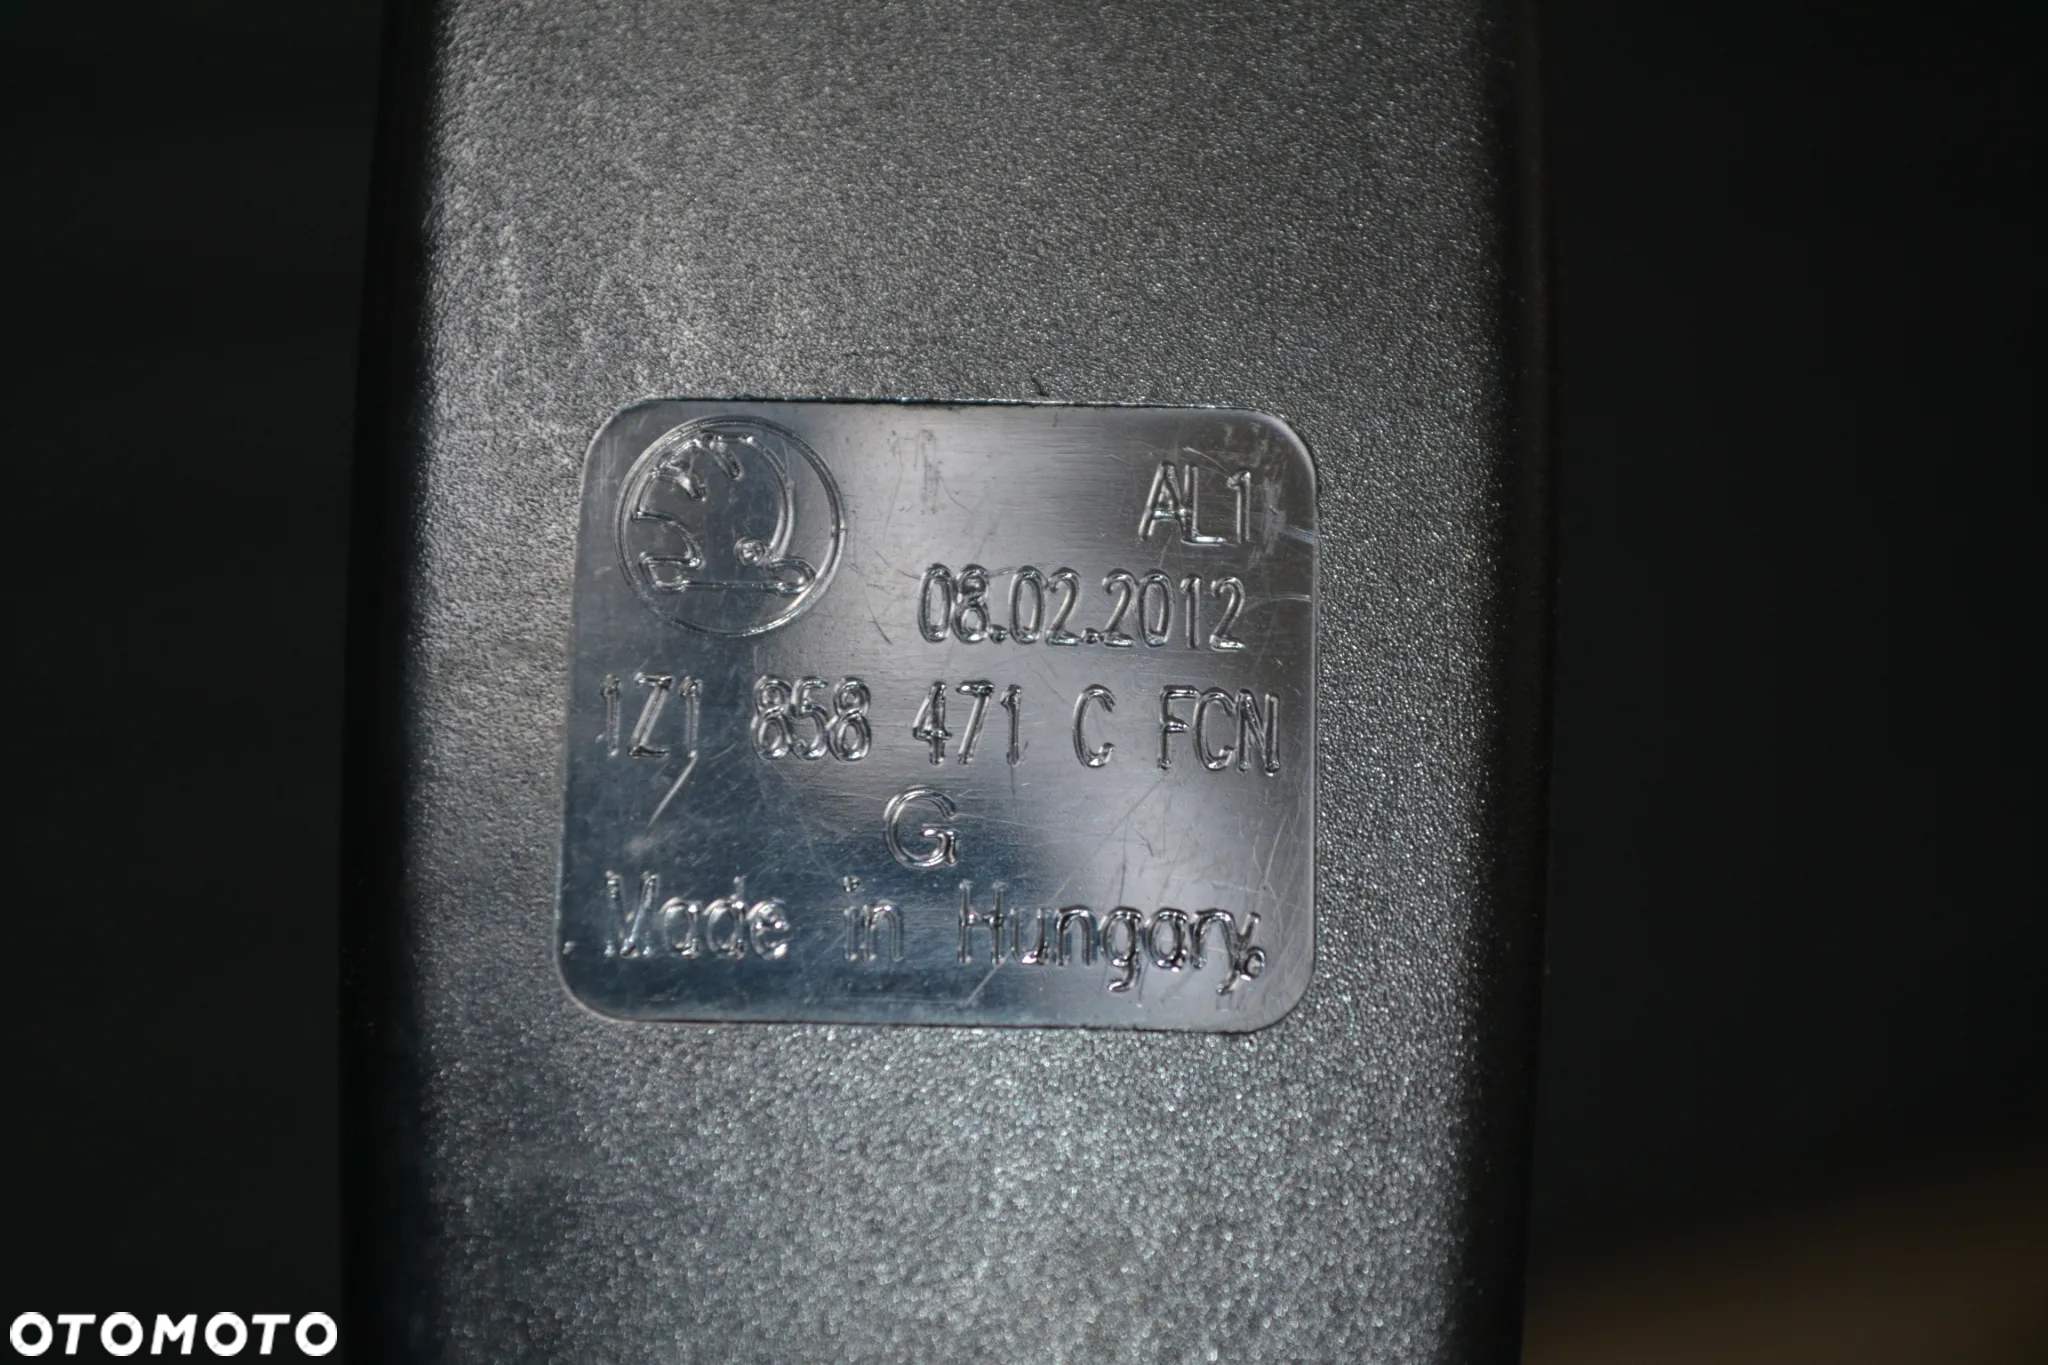 AL1
08.02.2012
1Z1 858 471 C FCN
G
Made in Hungary
OTOMOTO